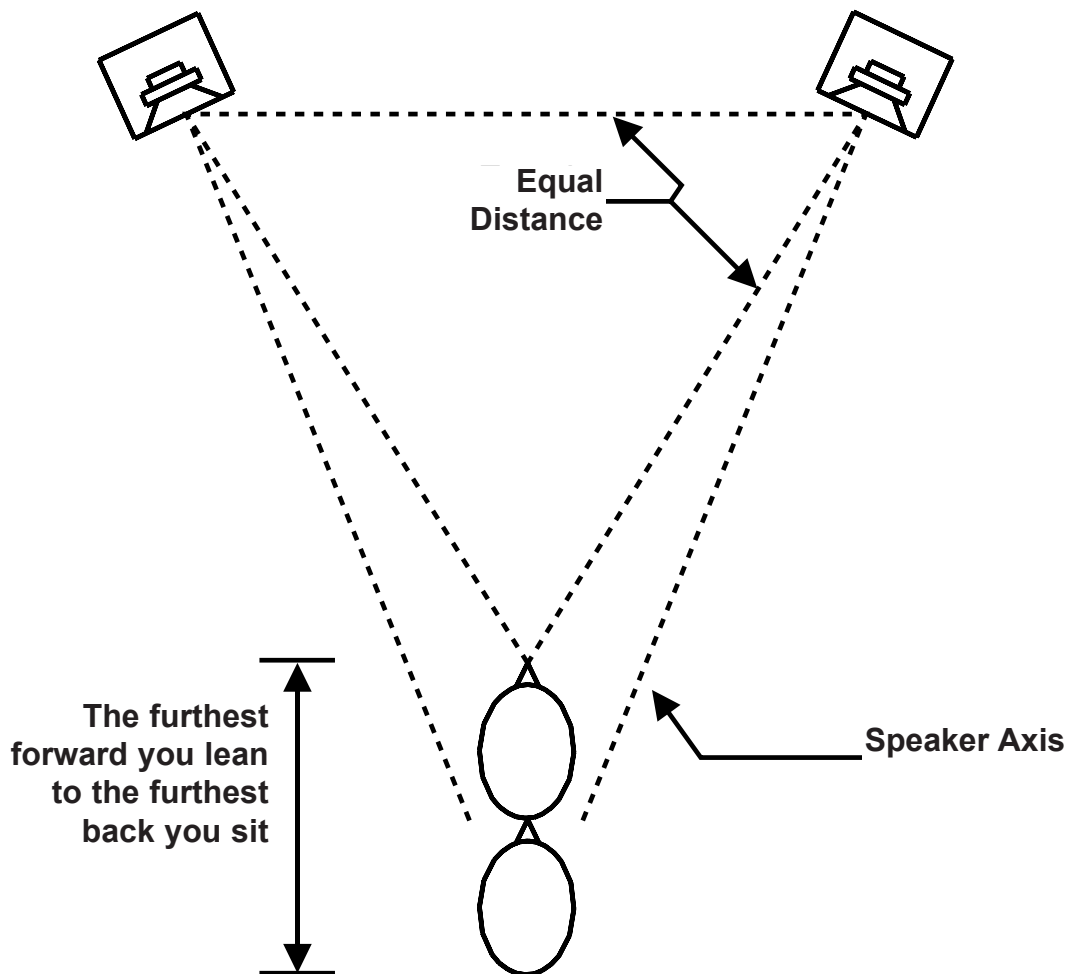 Equal
Distance
The furthest
forward you lean
to the furthest
back you sit
Speaker Axis